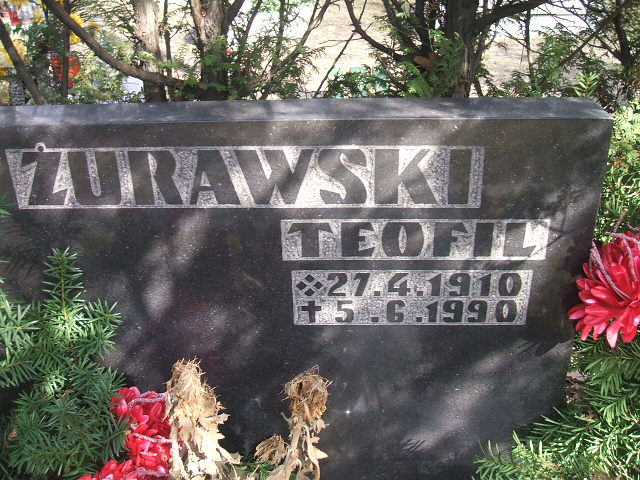 ŻURAWSKI
TEOFIL
27.4.1910
✝ 5.6.1990